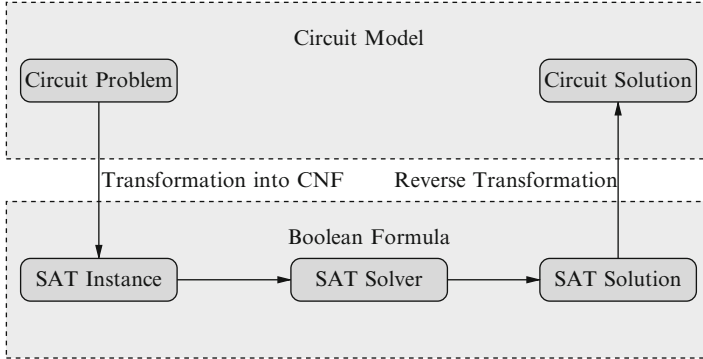 Circuit Model
Circuit Problem
Circuit Solution
Transformation into CNF
Reverse Transformation
Boolean Formula
SAT Instance
SAT Solver
SAT Solution